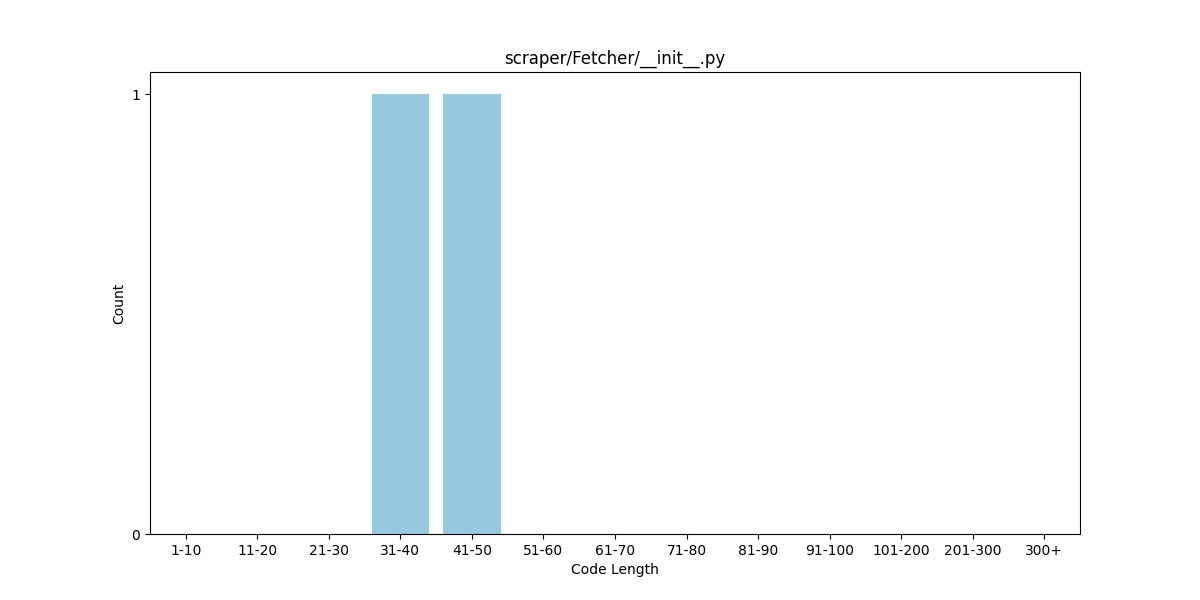 scraper/Fetcher/__init__.py
1
Count
0
1-10 11-20 21-30 31-40 41-50 51-60 61-70 71-80 81-90 91-100 101-200 201-300 300+
Code Length